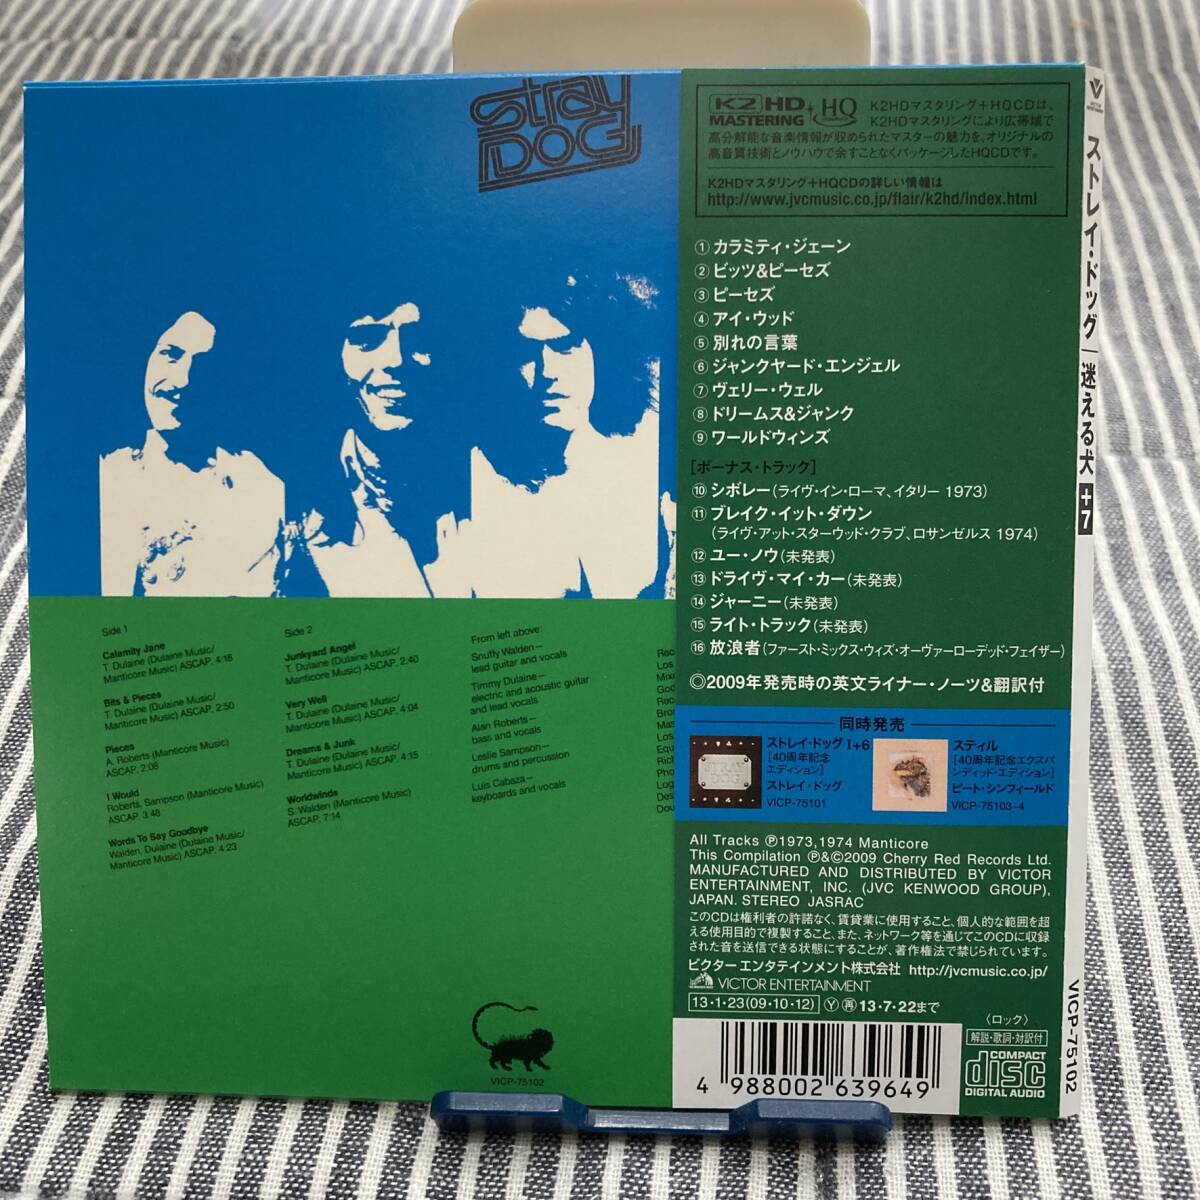 Stray
DOG
Side 1
Calamity Jane
T. Dulaine (Dulaine Music/
Manticore Music) ASCAP. 4:18
Bits & Pieces
T. Dulaine (Dulaine Music/
Manticore Music) ASCAP. 2:50
Pieces
A. Roberts (Manticore Music)
ASCAP. 2:08
I Would
Roberts, Sampson (Manticore Music)
ASCAP. 3:48
Words To Say Goodbye
Walden, Dulaine (Dulaine Music/
Manticore Music) ASCAP. 4:23
Side 2
Junkyard Angel
T. Dulaine (Dulaine Music/
Manticore Music) ASCAP. 2:40
Very Well
T. Dulaine (Dulaine Music/
Manticore Music) ASCAP. 4:04
Dreams & Junk
T. Dulaine (Dulaine Music/
Manticore Music) ASCAP. 4:15
Worldwinds
S. Walden (Manticore Music)
ASCAP. 7:14
From left above:
Snuffy Walden—
lead guitar and vocals
Timmy Dulaine—
electric and acoustic guitar
and lead vocals
Alan Roberts—
bass and vocals
Leslie Sampson—
drums and percussion
Luis Cabaza—
keyboards and vocals
VICP-75102
K2 HD
MASTERING + HQ
K2HDマスタリング+HQCDは、
K2HDマスタリングにより広帯域で
高分解能な音楽情報が収められたマスターの魅力を、オリジナルの
高音質技術とノウハウで余すことなくパッケージしたHQCDです。
K2HDマスタリング+HQCDの詳しい情報は
http://www.jvcmusic.co.jp/flair/k2hd/index.html
① カラミティ・ジェーン
② ビッツ&ピーセズ
③ ピーセズ
④ アイ・ウッド
⑤ 別れの言葉
⑥ ジャンクヤード・エンジェル
⑦ ヴェリー・ウェル
⑧ ドリームス&ジャンク
⑨ ワールドウィンズ
[ボーナス・トラック]
⑩ シボレー(ライヴ・イン・ローマ、イタリー 1973)
⑪ ブレイク・イット・ダウン
(ライヴ・アット・スターウッド・クラブ、ロサンゼルス 1974)
⑫ ユー・ノウ(未発表)
⑬ ドライヴ・マイ・カー(未発表)
⑭ ジャーニー(未発表)
⑮ ライト・トラック(未発表)
⑯ 放浪者(ファースト・ミックス・ウィズ・オーヴァーローデッド・フェイザー)
◎2009年発売時の英文ライナー・ノーツ&翻訳付
同時発売
STRAY
DOG
ストレイ・ドッグ I+6
[40周年記念
エディション]
ストレイ・ドッグ
VICP-75101
スティル
[40周年記念エクスパ
ンディッド・エディション]
ピート・シンフィールド
VICP-75103~4
All Tracks ℗1973,1974 Manticore
This Compilation ℗&©2009 Cherry Red Records Ltd.
MANUFACTURED AND DISTRIBUTED BY VICTOR
ENTERTAINMENT, INC. (JVC KENWOOD GROUP),
JAPAN. STEREO JASRAC
このCDは権利者の許諾なく、賃貸業に使用すること、個人的な範囲を超
える使用目的で複製すること、また、ネットワーク等を通じてこのCDに収録
された音を送信できる状態にすることが、著作権法で禁じられています。
ビクターエンタテインメント株式会社 http://jvcmusic.co.jp/
VICTOR ENTERTAINMENT
13・1・23(09・10・12) Ⓨ ㊞13・7・22まで
〈ロック〉
解説・歌詞・対訳付
COMPACT
disc
DIGITAL AUDIO
4 988002 639649
ストレイ・ドッグ｜迷える犬 +7
VICP-75102